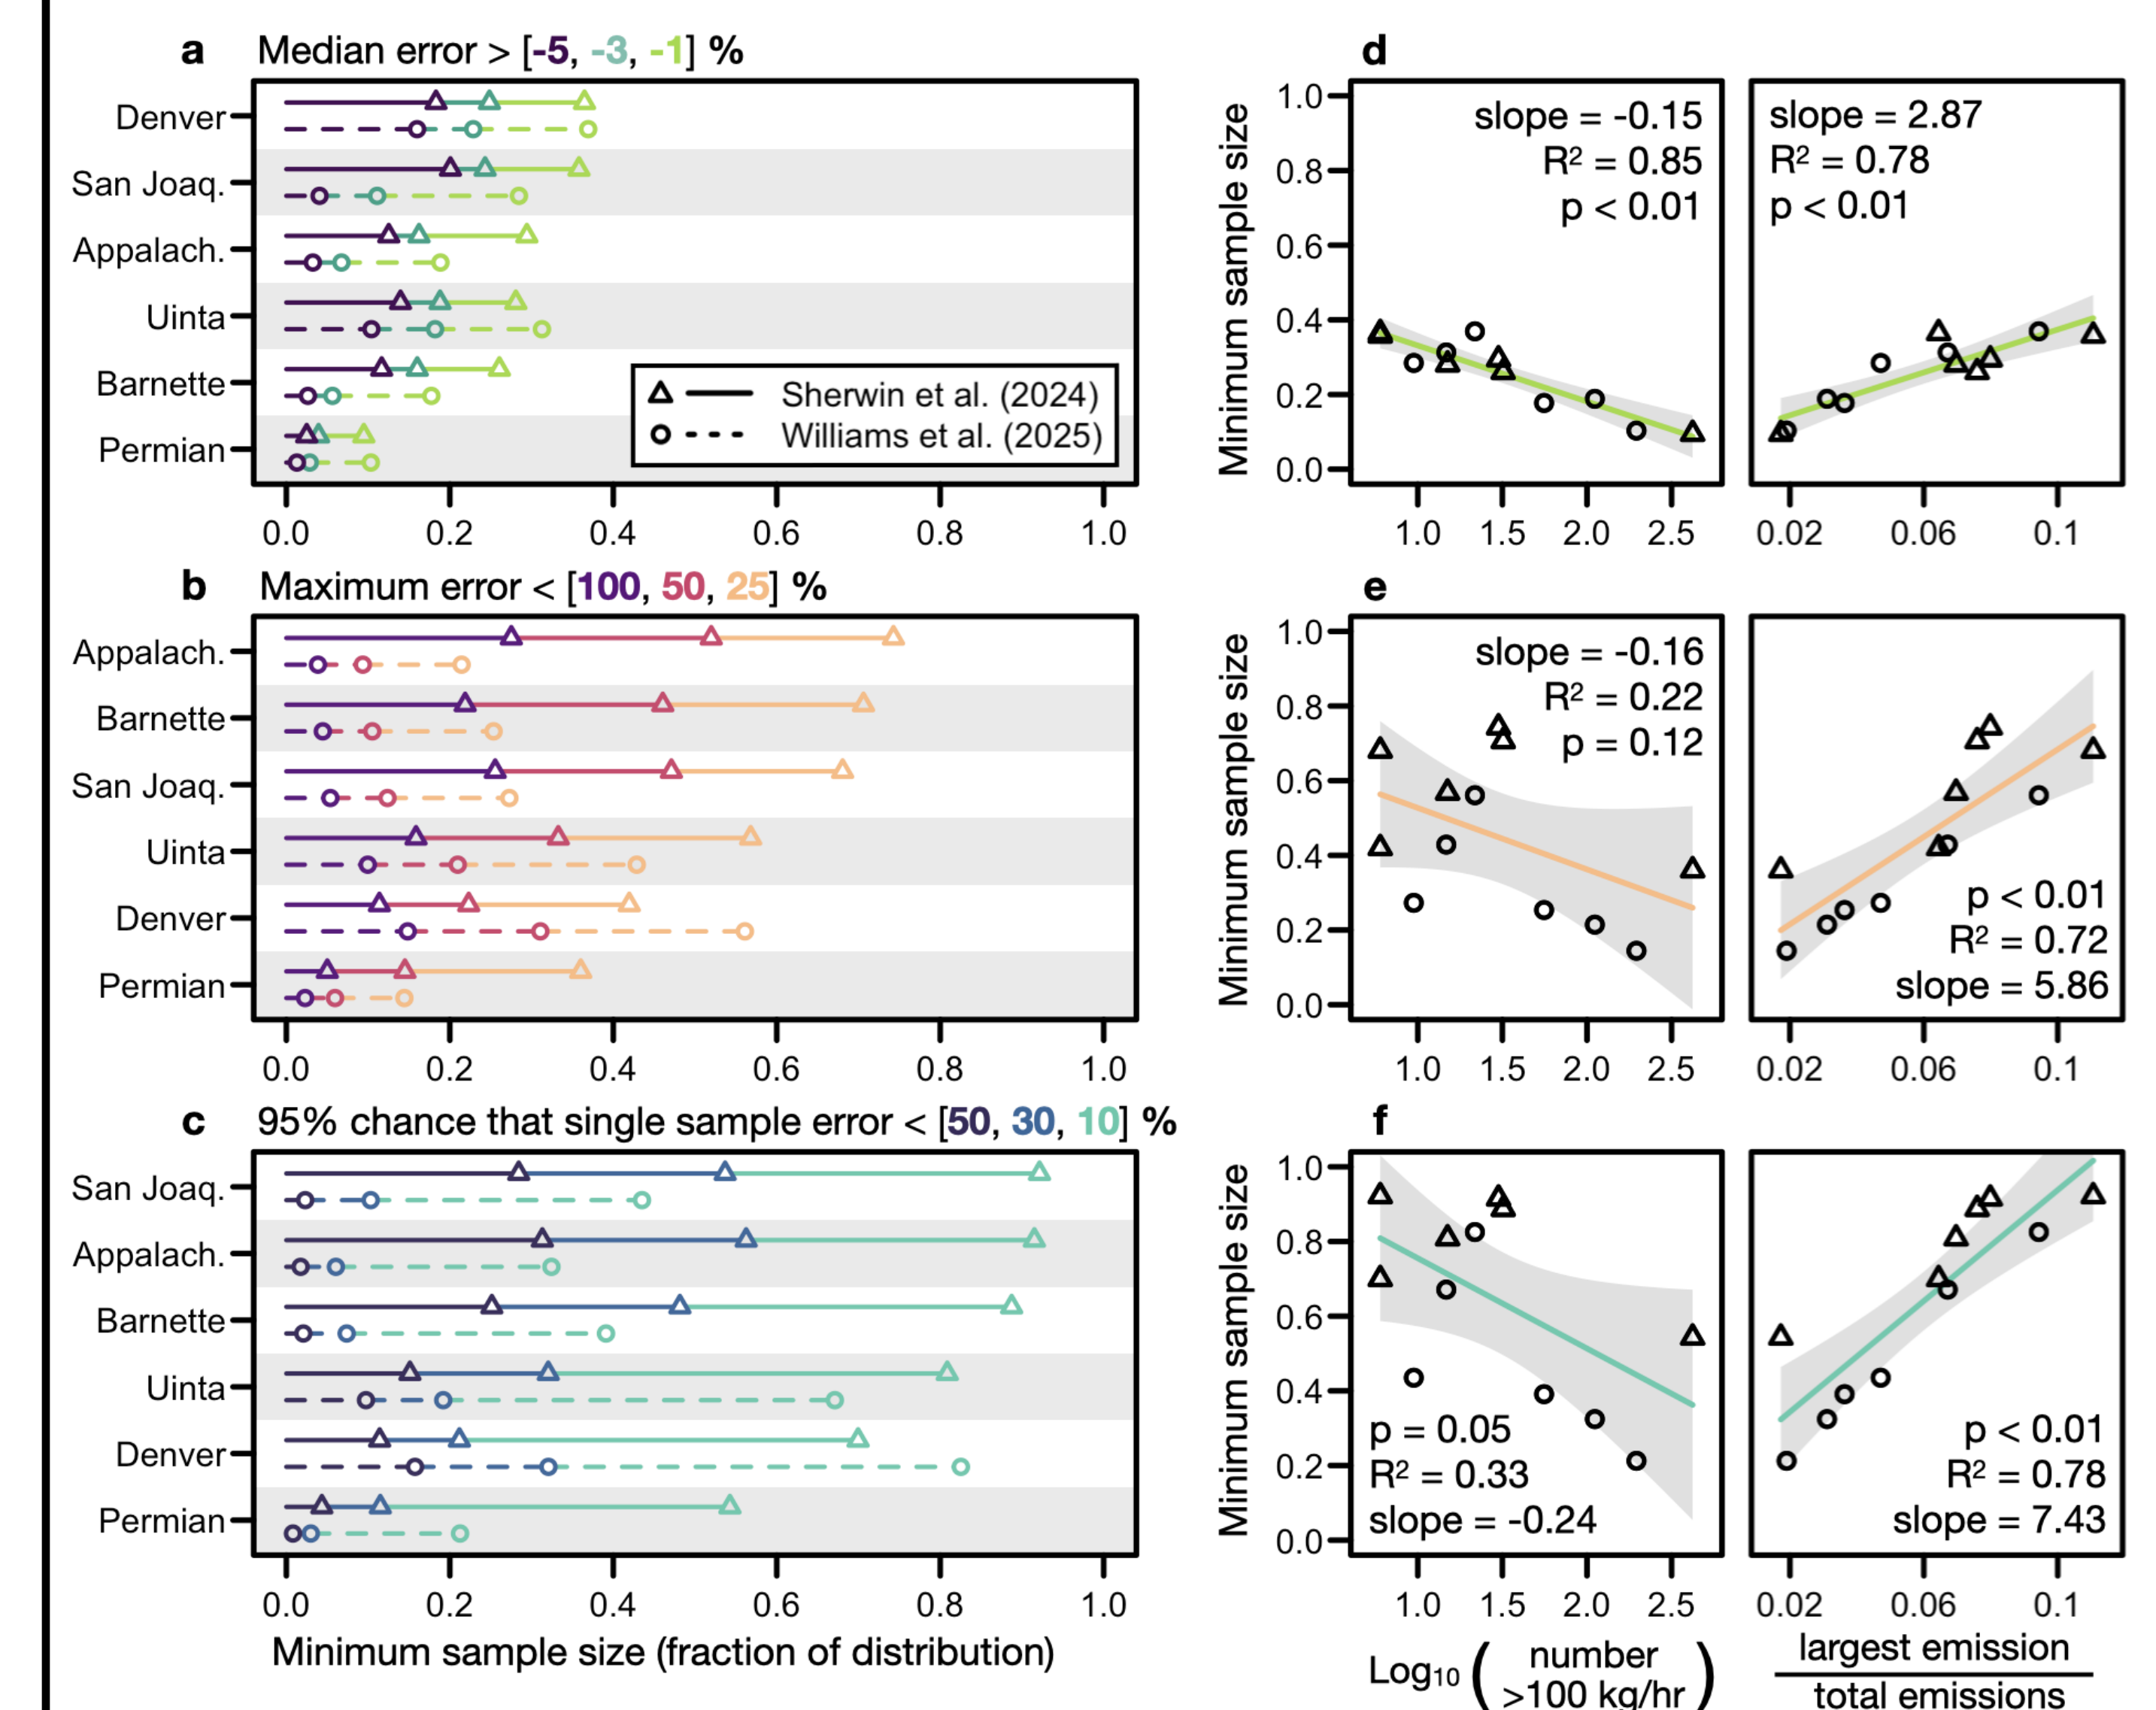 a Median error > [-5, -3, -1] %
Denver
San Joaq.
Appalach.
Uinta
Barnette
Permian
Sherwin et al. (2024)
Williams et al. (2025)
0.0 0.2 0.4 0.6 0.8 1.0
b Maximum error < [100, 50, 25] %
Appalach.
Barnette
San Joaq.
Uinta
Denver
Permian
0.0 0.2 0.4 0.6 0.8 1.0
c 95% chance that single sample error < [50, 30, 10] %
San Joaq.
Appalach.
Barnette
Uinta
Denver
Permian
0.0 0.2 0.4 0.6 0.8 1.0
Minimum sample size (fraction of distribution)
d
Minimum sample size
1.0
0.8
0.6
0.4
0.2
0.0
slope = -0.15
R² = 0.85
p < 0.01
slope = 2.87
R² = 0.78
p < 0.01
1.0 1.5 2.0 2.5
0.02 0.06 0.1
e
Minimum sample size
1.0
0.8
0.6
0.4
0.2
0.0
slope = -0.16
R² = 0.22
p = 0.12
p < 0.01
R² = 0.72
slope = 5.86
1.0 1.5 2.0 2.5
0.02 0.06 0.1
f
Minimum sample size
1.0
0.8
0.6
0.4
0.2
0.0
p = 0.05
R² = 0.33
slope = -0.24
p < 0.01
R² = 0.78
slope = 7.43
1.0 1.5 2.0 2.5
0.02 0.06 0.1
Log₁₀ ( number
>100 kg/hr )
largest emission
total emissions